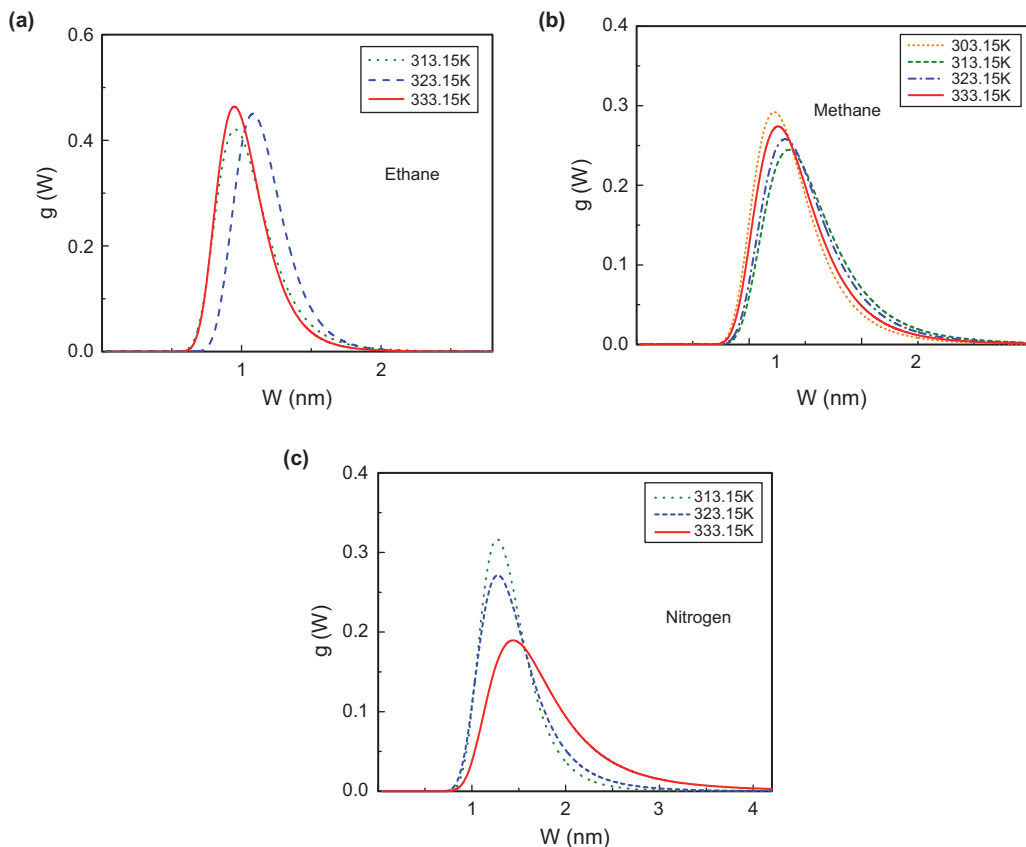 (a)
0.6
0.4
0.2
0.0
g (W)
313.15K
323.15K
333.15K
Ethane
1
2
W (nm)
(b)
0.4
0.3
0.2
0.1
0.0
g (W)
303.15K
313.15K
323.15K
333.15K
Methane
1
2
W (nm)
(c)
0.4
0.3
0.2
0.1
0.0
g (W)
313.15K
323.15K
333.15K
Nitrogen
1
2
3
4
W (nm)